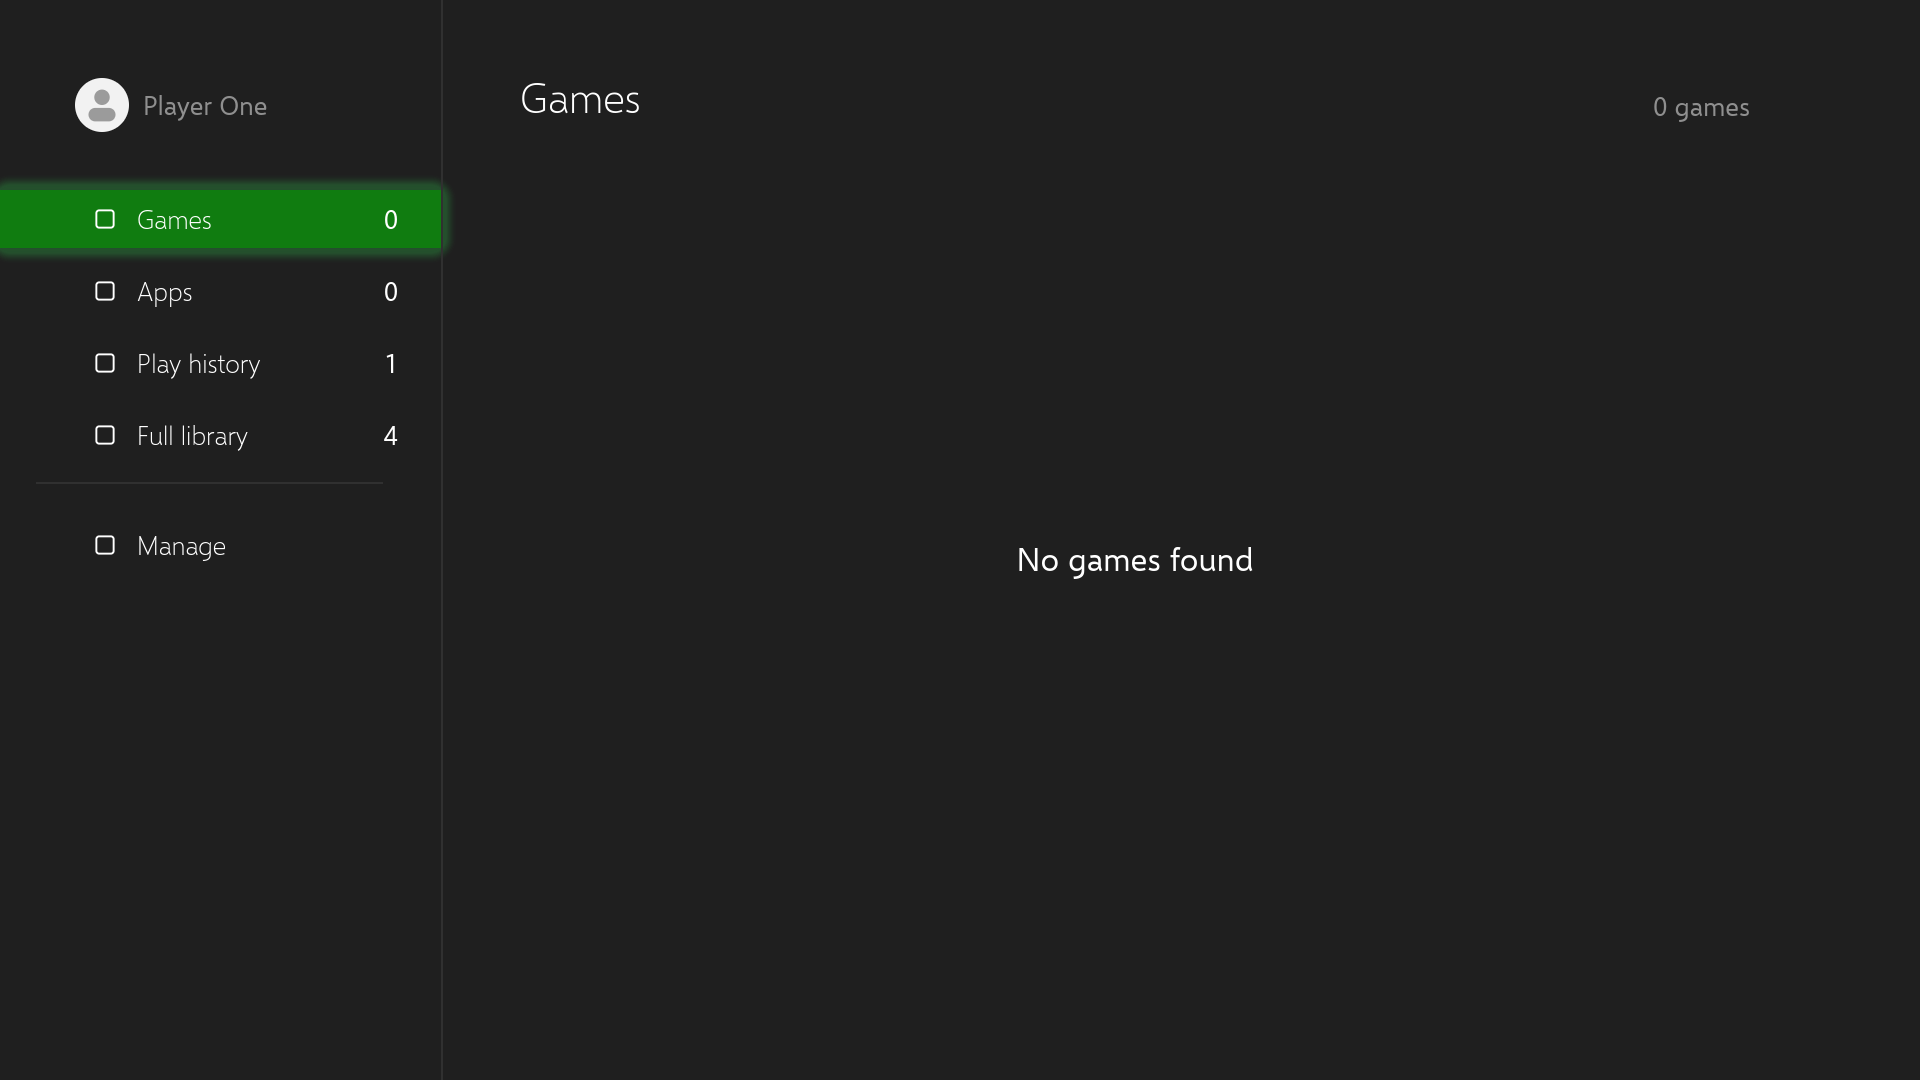 Player One
Games 0
Apps 0
Play history 1
Full library 4
Manage
Games
0 games
No games found